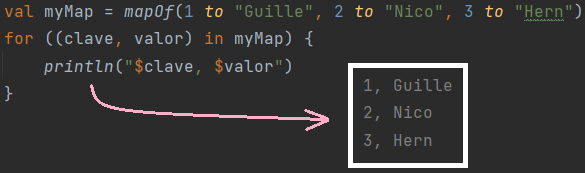 val myMap = mapOf(1 to "Guille", 2 to "Nico", 3 to "Hern")
for ((clave, valor) in myMap) {
println("$clave, $valor")
}
1, Guille
2, Nico
3, Hern